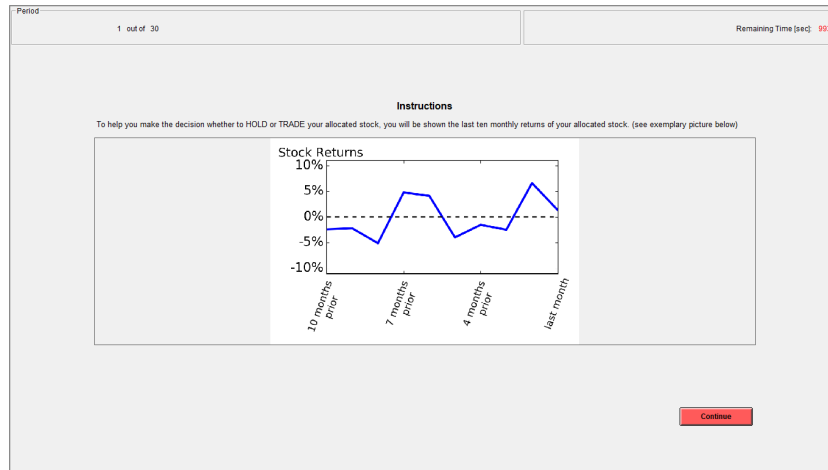 Period
1 out of 30
Remaining Time [sec]:
Instructions
To help you make the decision whether to HOLD or TRADE your allocated stock, you will be shown the last ten monthly returns of your allocated stock. (see exemplary picture below)
Stock Returns
10%
5%
0%
-5%
-10%
10 months
prior
7 months
prior
4 months
prior
last month
Continue